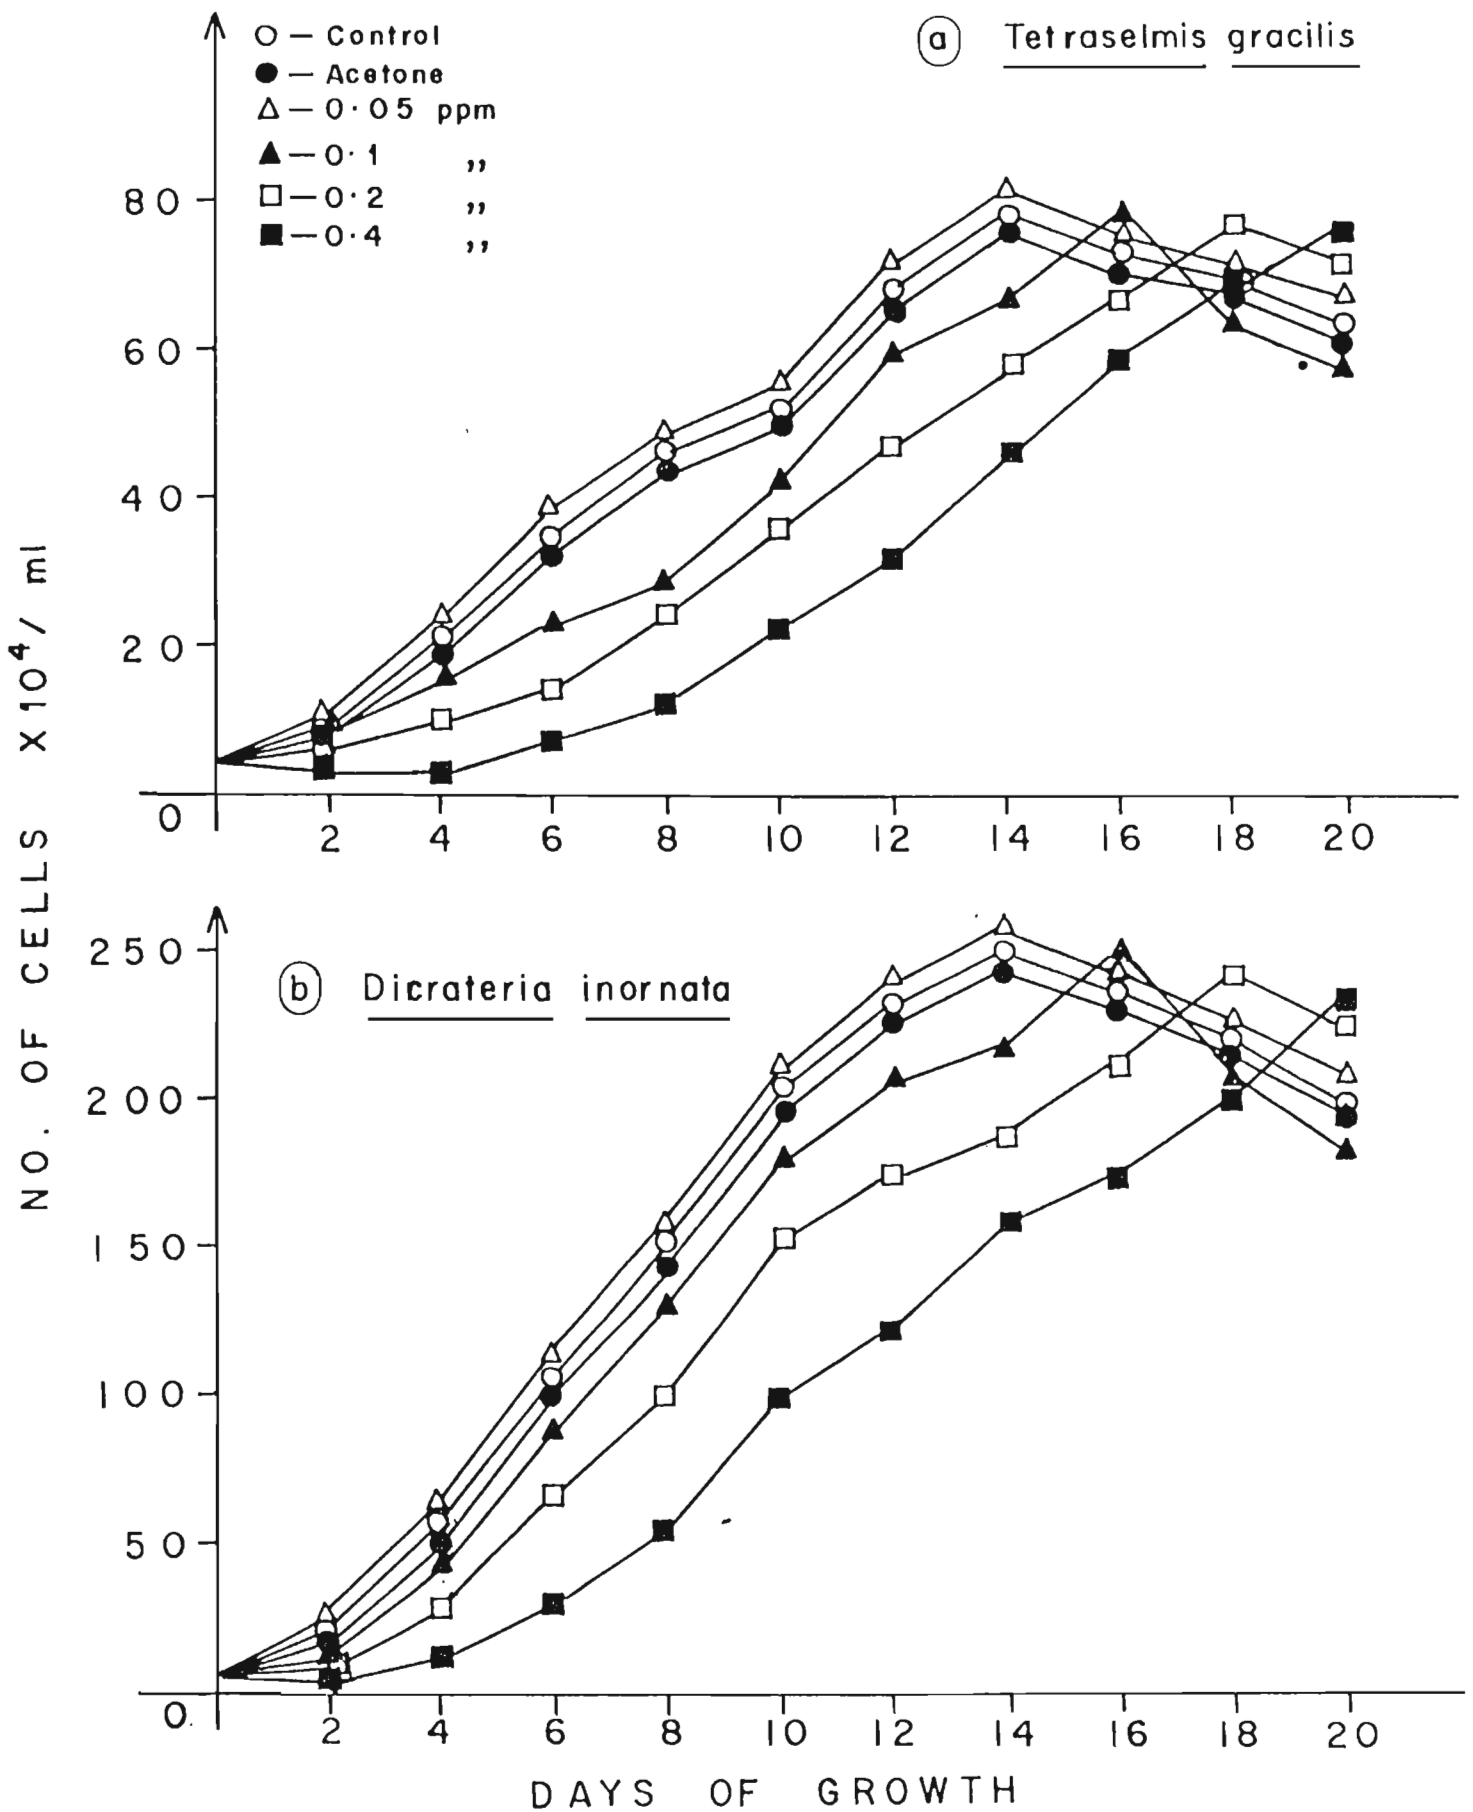 ○ — Control
● — Acetone
△ — 0.05 ppm
▲ — 0.1 ,,
□ — 0.2 ,,
■ — 0.4 ,,
a Tetraselmis gracilis
80
60
40
20
0
2 4 6 8 10 12 14 16 18 20
NO. OF CELLS X10⁴/ ml
b Dicrateria inornata
250
200
150
100
50
0
2 4 6 8 10 12 14 16 18 20
DAYS OF GROWTH